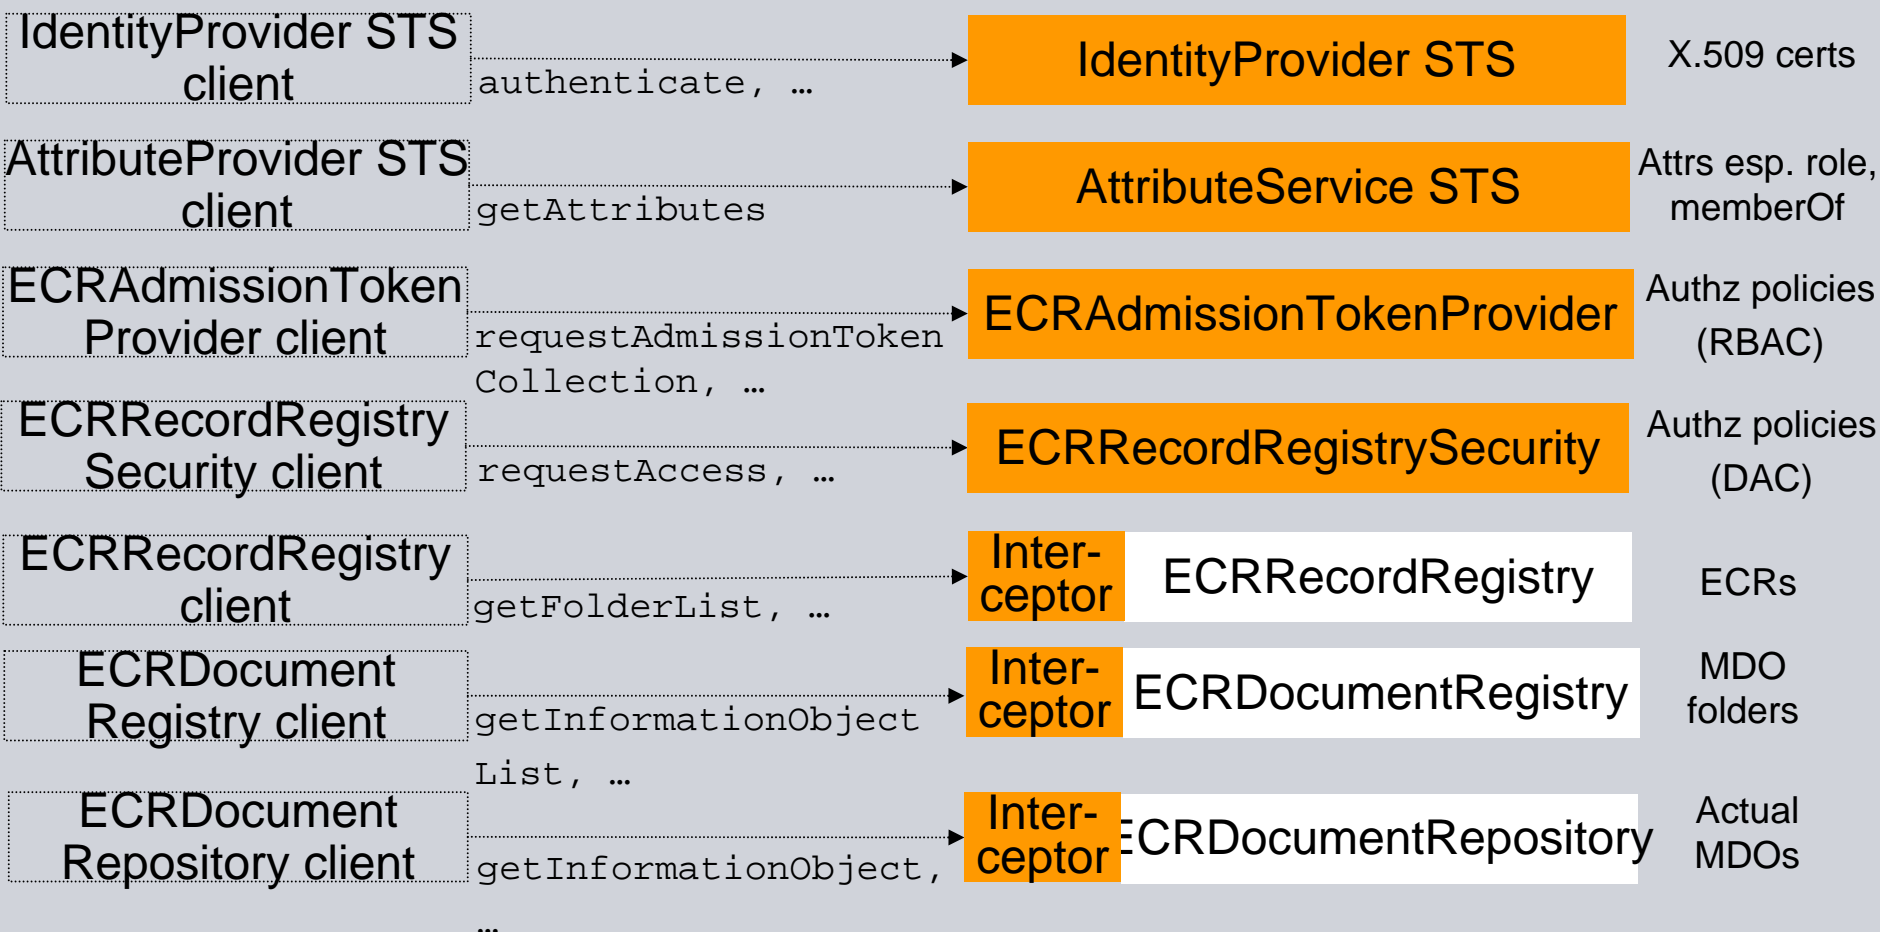 IdentityProvider STS
client
authenticate, …
IdentityProvider STS
X.509 certs
AttributeProvider STS
client
getAttributes
AttributeService STS
Attrs esp. role,
memberOf
ECRAdmissionToken
Provider client
requestAdmissionToken
Collection, …
ECRAdmissionTokenProvider
Authz policies
(RBAC)
ECRRecordRegistry
Security client
requestAccess, …
ECRRecordRegistrySecurity
Authz policies
(DAC)
ECRRecordRegistry
client
getFolderList, …
Inter-
ceptor
ECRRecordRegistry
ECRs
ECRDocument
Registry client
getInformationObject
List, …
Inter-
ceptor
ECRDocumentRegistry
MDO
folders
ECRDocument
Repository client
getInformationObject,
…
Inter-
ceptor
ECRDocumentRepository
Actual
MDOs